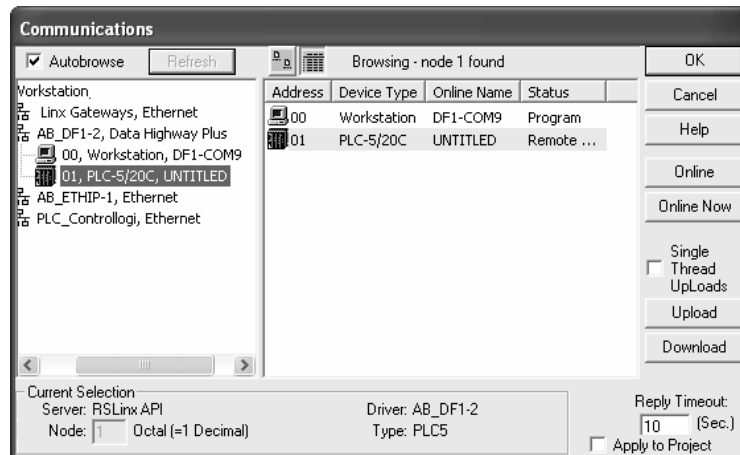 Communications
Autobrowse Refresh Browsing - node 1 found OK
Workstation
Linx Gateways, Ethernet
AB_DF1-2, Data Highway Plus
00, Workstation, DF1-COM9
01, PLC-5/20C, UNTITLED
AB_ETHIP-1, Ethernet
PLC_Controllogi, Ethernet
Address Device Type Online Name Status
00 Workstation DF1-COM9 Program
01 PLC-5/20C UNTITLED Remote ...
Cancel
Help
Online
Online Now
Single
Thread
UpLoads
Upload
Download
Current Selection
Server: RSLinx API Driver: AB_DF1-2
Node: 1 Octal (=1 Decimal) Type: PLC5
Reply Timeout:
10 (Sec.)
Apply to Project